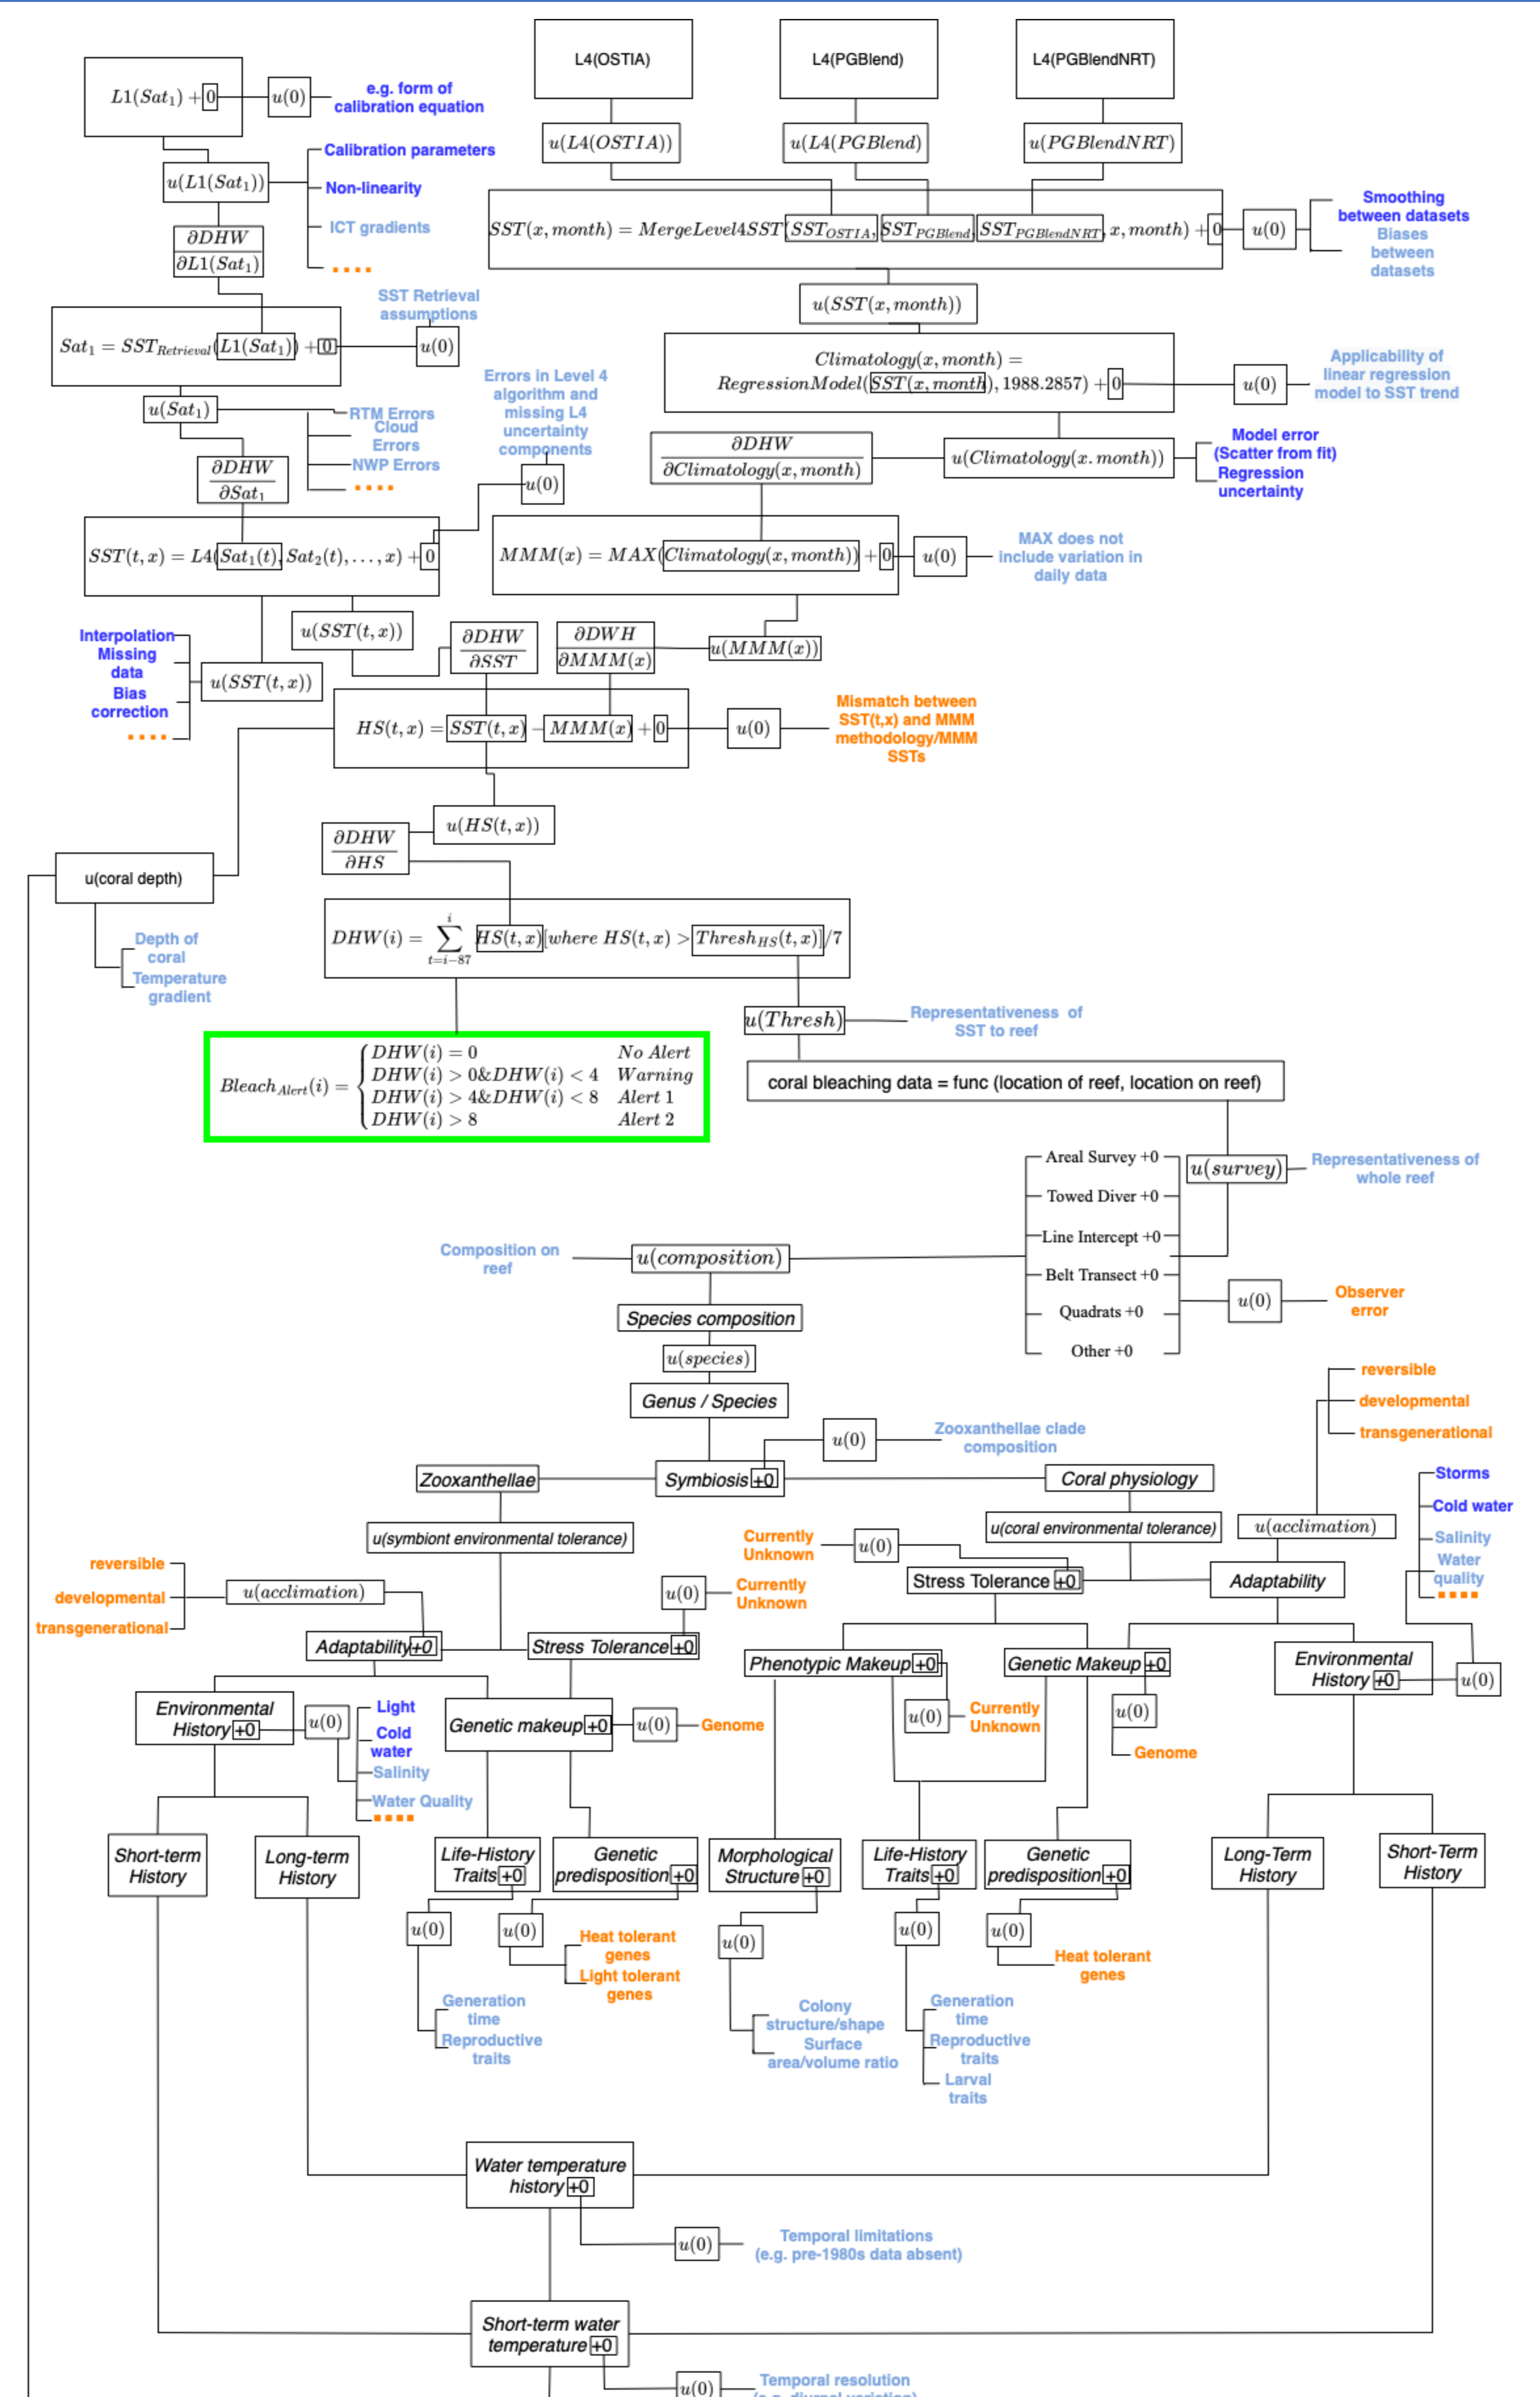 L4(OSTIA)
L4(PGBlend)
L4(PGBlendNRT)
L1(Sat₁) + 0
u(0)
e.g. form of
calibration equation
u(L4(OSTIA))
u(L4(PGBlend)
u(PGBlendNRT)
u(L1(Sat₁))
Calibration parameters
Non-linearity
ICT gradients
....
∂DHW
∂L1(Sat₁)
SST(x, month) = MergeLevel4SST(SST_OSTIA, SST_PGBlend, SST_PGBlendNRT, x, month) + 0
u(0)
Smoothing
between datasets
Biases
between
datasets
u(SST(x, month))
SST Retrieval
assumptions
Sat₁ = SST_Retrieval(L1(Sat₁)) + 0
u(0)
Climatology(x, month) =
RegressionModel(SST(x, month), 1988.2857) + 0
u(0)
Applicability of
linear regression
model to SST trend
u(Sat₁)
RTM Errors
Cloud
Errors
NWP Errors
....
Errors in Level 4
algorithm and
missing L4
uncertainty
components
u(0)
∂DHW
∂Sat₁
∂DHW
∂Climatology(x, month)
u(Climatology(x.month))
Model error
(Scatter from fit)
Regression
uncertainty
SST(t, x) = L4(Sat₁(t), Sat₂(t), ..., x) + 0
MMM(x) = MAX(Climatology(x, month)) + 0
u(0)
MAX does not
include variation in
daily data
u(SST(t, x))
∂DHW
∂SST
∂DWH
∂MMM(x)
u(MMM(x))
Interpolation
Missing
data
Bias
correction
....
u(SST(t, x))
HS(t, x) = SST(t, x) − MMM(x) + 0
u(0)
Mismatch between
SST(t,x) and MMM
methodology/MMM
SSTs
u(HS(t, x))
∂DHW
∂HS
u(coral depth)
Depth of
coral
Temperature
gradient
DHW(i) = ∑_{t=i−87}^{i} HS(t, x)[where HS(t, x) > Thresh_HS(t, x)]/7
u(Thresh)
Representativeness of
SST to reef
Bleach_Alert(i) = {
DHW(i) = 0 No Alert
DHW(i) > 0&DHW(i) < 4 Warning
DHW(i) > 4&DHW(i) < 8 Alert 1
DHW(i) > 8 Alert 2
coral bleaching data = func (location of reef, location on reef)
Areal Survey +0
Towed Diver +0
Line Intercept +0
Belt Transect +0
Quadrats +0
Other +0
u(survey)
Representativeness of
whole reef
u(0)
Observer
error
Composition on
reef
u(composition)
Species composition
u(species)
Genus / Species
u(0)
Zooxanthellae clade
composition
Zooxanthellae
Symbiosis +0
Coral physiology
reversible
developmental
transgenerational
u(symbiont environmental tolerance)
u(coral environmental tolerance)
u(acclimation)
Storms
Cold water
Salinity
Water
quality
....
Currently
Unknown
u(0)
Stress Tolerance +0
Adaptability
reversible
developmental
transgenerational
u(acclimation)
u(0)
Currently
Unknown
Adaptability+0
Stress Tolerance +0
Phenotypic Makeup +0
Genetic Makeup +0
Environmental
History +0
u(0)
Environmental
History +0
u(0)
Light
Cold
water
Salinity
Water Quality
....
Genetic makeup +0
u(0)
Genome
u(0)
Currently
Unknown
u(0)
Genome
Short-term
History
Long-term
History
Life-History
Traits +0
Genetic
predisposition +0
Morphological
Structure +0
Life-History
Traits +0
Genetic
predisposition +0
Long-Term
History
Short-Term
History
u(0)
u(0)
u(0)
u(0)
u(0)
Heat tolerant
genes
Light tolerant
genes
Heat tolerant
genes
Generation
time
Reproductive
traits
Colony
structure/shape
Surface
area/volume ratio
Generation
time
Reproductive
traits
Larval
traits
Water temperature
history +0
u(0)
Temporal limitations
(e.g. pre-1980s data absent)
Short-term water
temperature +0
u(0)
Temporal resolution
(e.g. diurnal variation)